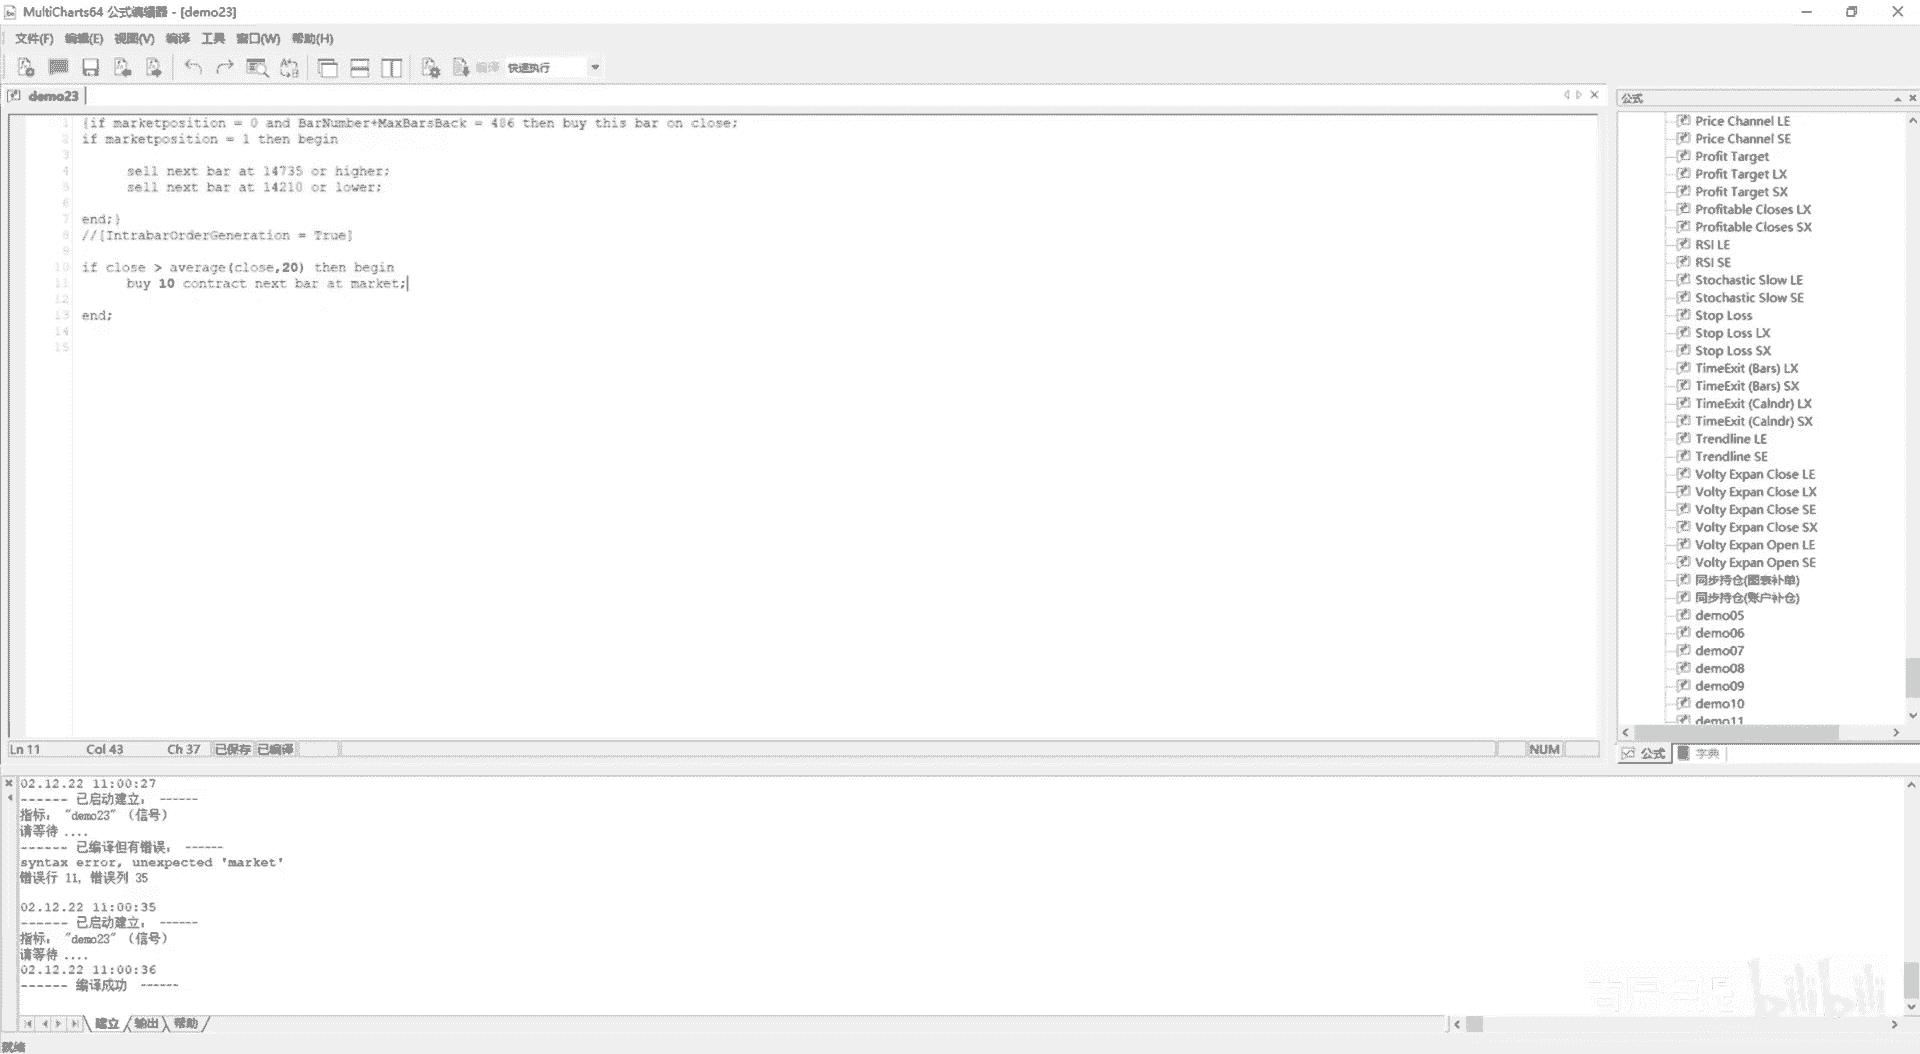 MultiCharts64 公式编辑器 - [demo23]
文件(F) 编辑(E) 视图(V) 编译 工具 窗口(W) 帮助(H)
编译 快速执行
demo23
1 {if marketposition = 0 and BarNumber+MaxBarsBack = 486 then buy this bar on close;
2 if marketposition = 1 then begin
3
4 sell next bar at 14735 or higher;
5 sell next bar at 14210 or lower;
6
7 end;}
8 //[IntrabarOrderGeneration = True]
9
10 if close > average(close,20) then begin
11 buy 10 contract next bar at market;
12
13 end;
14
15
Ln 11 Col 43 Ch 37 已保存 已编译 NUM
02.12.22 11:00:27
------ 已启动建立: ------
指标: "demo23" (信号)
请等待 ....
------ 已编译但有错误: ------
syntax error, unexpected 'market'
错误行 11, 错误列 35
02.12.22 11:00:35
------ 已启动建立: ------
指标: "demo23" (信号)
请等待 ....
02.12.22 11:00:36
------ 编译成功 ------
建立 输出 帮助
就绪
公式
Price Channel LE
Price Channel SE
Profit Target
Profit Target LX
Profit Target SX
Profitable Closes LX
Profitable Closes SX
RSI LE
RSI SE
Stochastic Slow LE
Stochastic Slow SE
Stop Loss
Stop Loss LX
Stop Loss SX
TimeExit (Bars) LX
TimeExit (Bars) SX
TimeExit (Calndr) LX
TimeExit (Calndr) SX
Trendline LE
Trendline SE
Volty Expan Close LE
Volty Expan Close LX
Volty Expan Close SE
Volty Expan Close SX
Volty Expan Open LE
Volty Expan Open SE
同步持仓(图表补单)
同步持仓(账户补仓)
demo05
demo06
demo07
demo08
demo09
demo10
demo11
公式 字典
bilibili